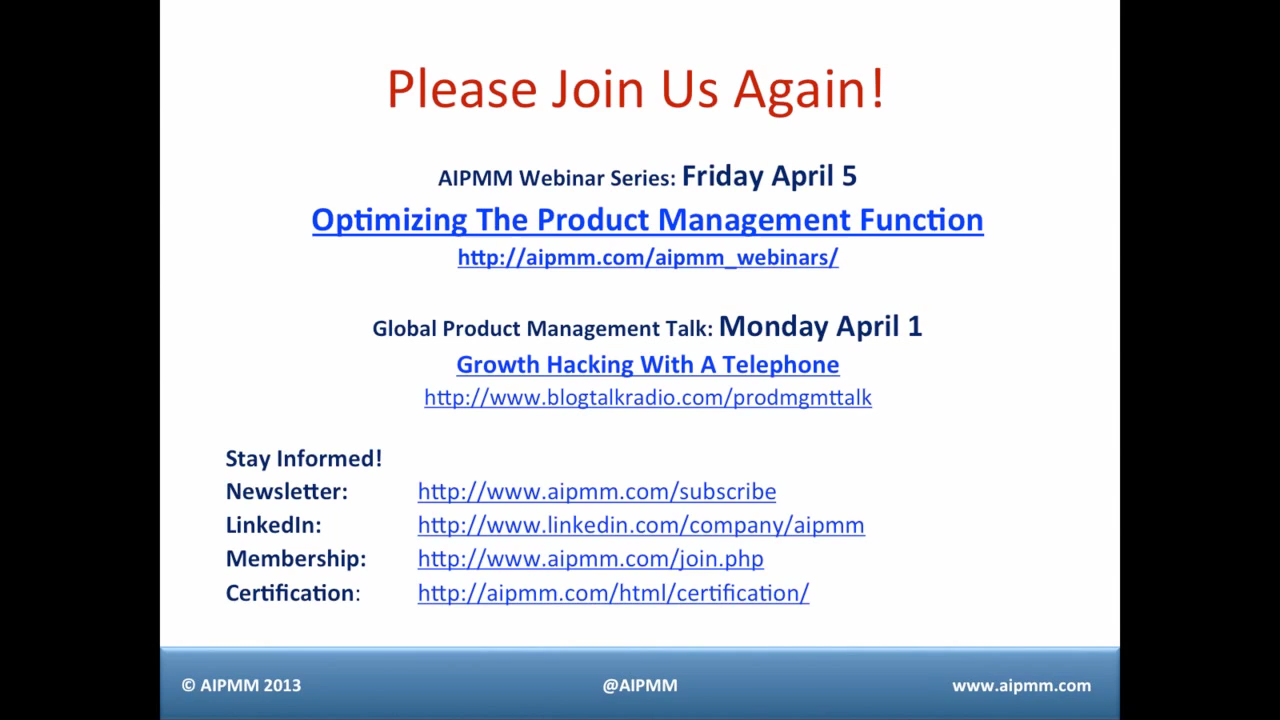 Please Join Us Again!
AIPMM Webinar Series: Friday April 5
Optimizing The Product Management Function
http://aipmm.com/aipmm_webinars/
Global Product Management Talk: Monday April 1
Growth Hacking With A Telephone
http://www.blogtalkradio.com/prodmgmttalk
Stay Informed!
Newsletter: http://www.aipmm.com/subscribe
LinkedIn: http://www.linkedin.com/company/aipmm
Membership: http://www.aipmm.com/join.php
Certification: http://aipmm.com/html/certification/
© AIPMM 2013 @AIPMM www.aipmm.com